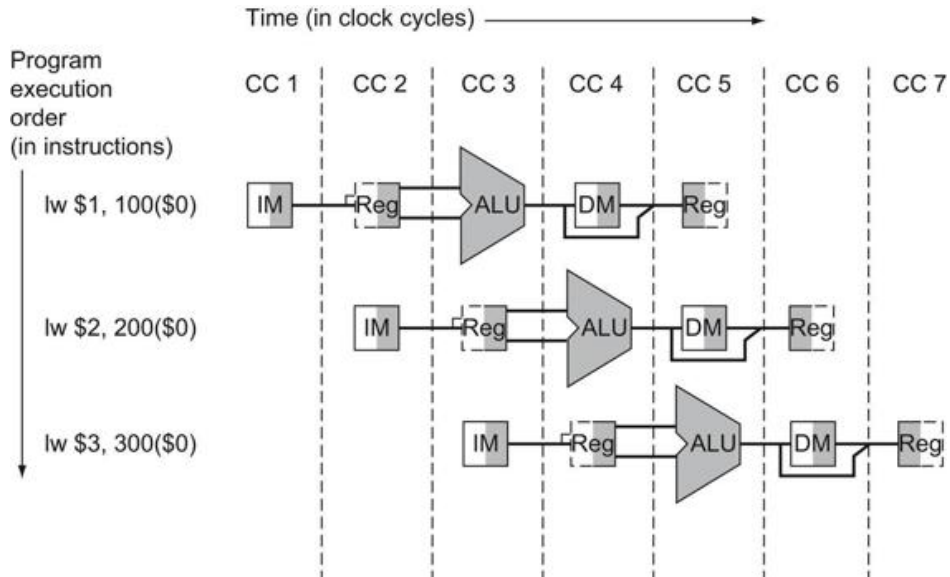 Time (in clock cycles)
Program
execution
order
(in instructions)
CC 1 CC 2 CC 3 CC 4 CC 5 CC 6 CC 7
lw $1, 100($0) IM Reg ALU DM Reg
lw $2, 200($0) IM Reg ALU DM Reg
lw $3, 300($0) IM Reg ALU DM Reg